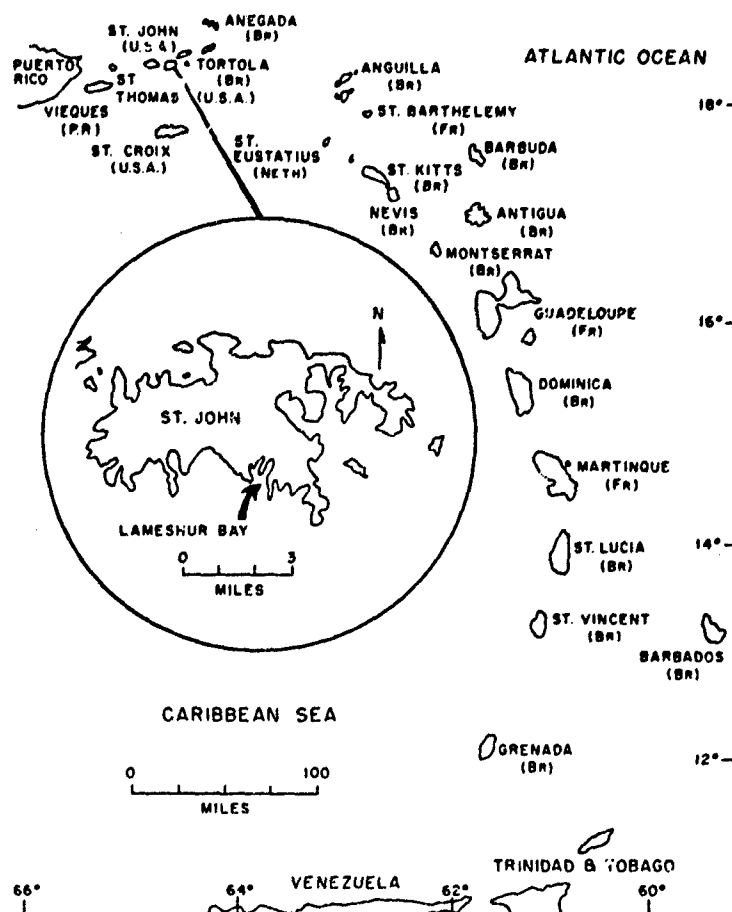 ANEGADA
(BR)
ST. JOHN
(U.S.A.)
ATLANTIC OCEAN
PUERTO
RICO
ST
THOMAS
TORTOLA
(BR)
(U.S.A.)
ANGUILLA
(BR)
VIEQUES
(P.R)
ST. BARTHELEMY
(FR)
18°
ST. CROIX
(U.S.A.)
ST.
EUSTATIUS
(NETH)
BARBUDA
(BR)
ST. KITTS
(BR)
NEVIS
(BR)
ANTIGUA
(BR)
MONTSERRAT
(BR)
N
GUADELOUPE
(FR)
16°
DOMINICA
(BR)
ST. JOHN
MARTINQUE
(FR)
LAMESHUR BAY
0 3
MILES
ST. LUCIA
(BR)
14°
ST. VINCENT
(BR)
BARBADOS
(BR)
CARIBBEAN SEA
GRENADA
(BR)
12°
0 100
MILES
TRINIDAD & TOBAGO
VENEZUELA
66° 64° 62° 60°